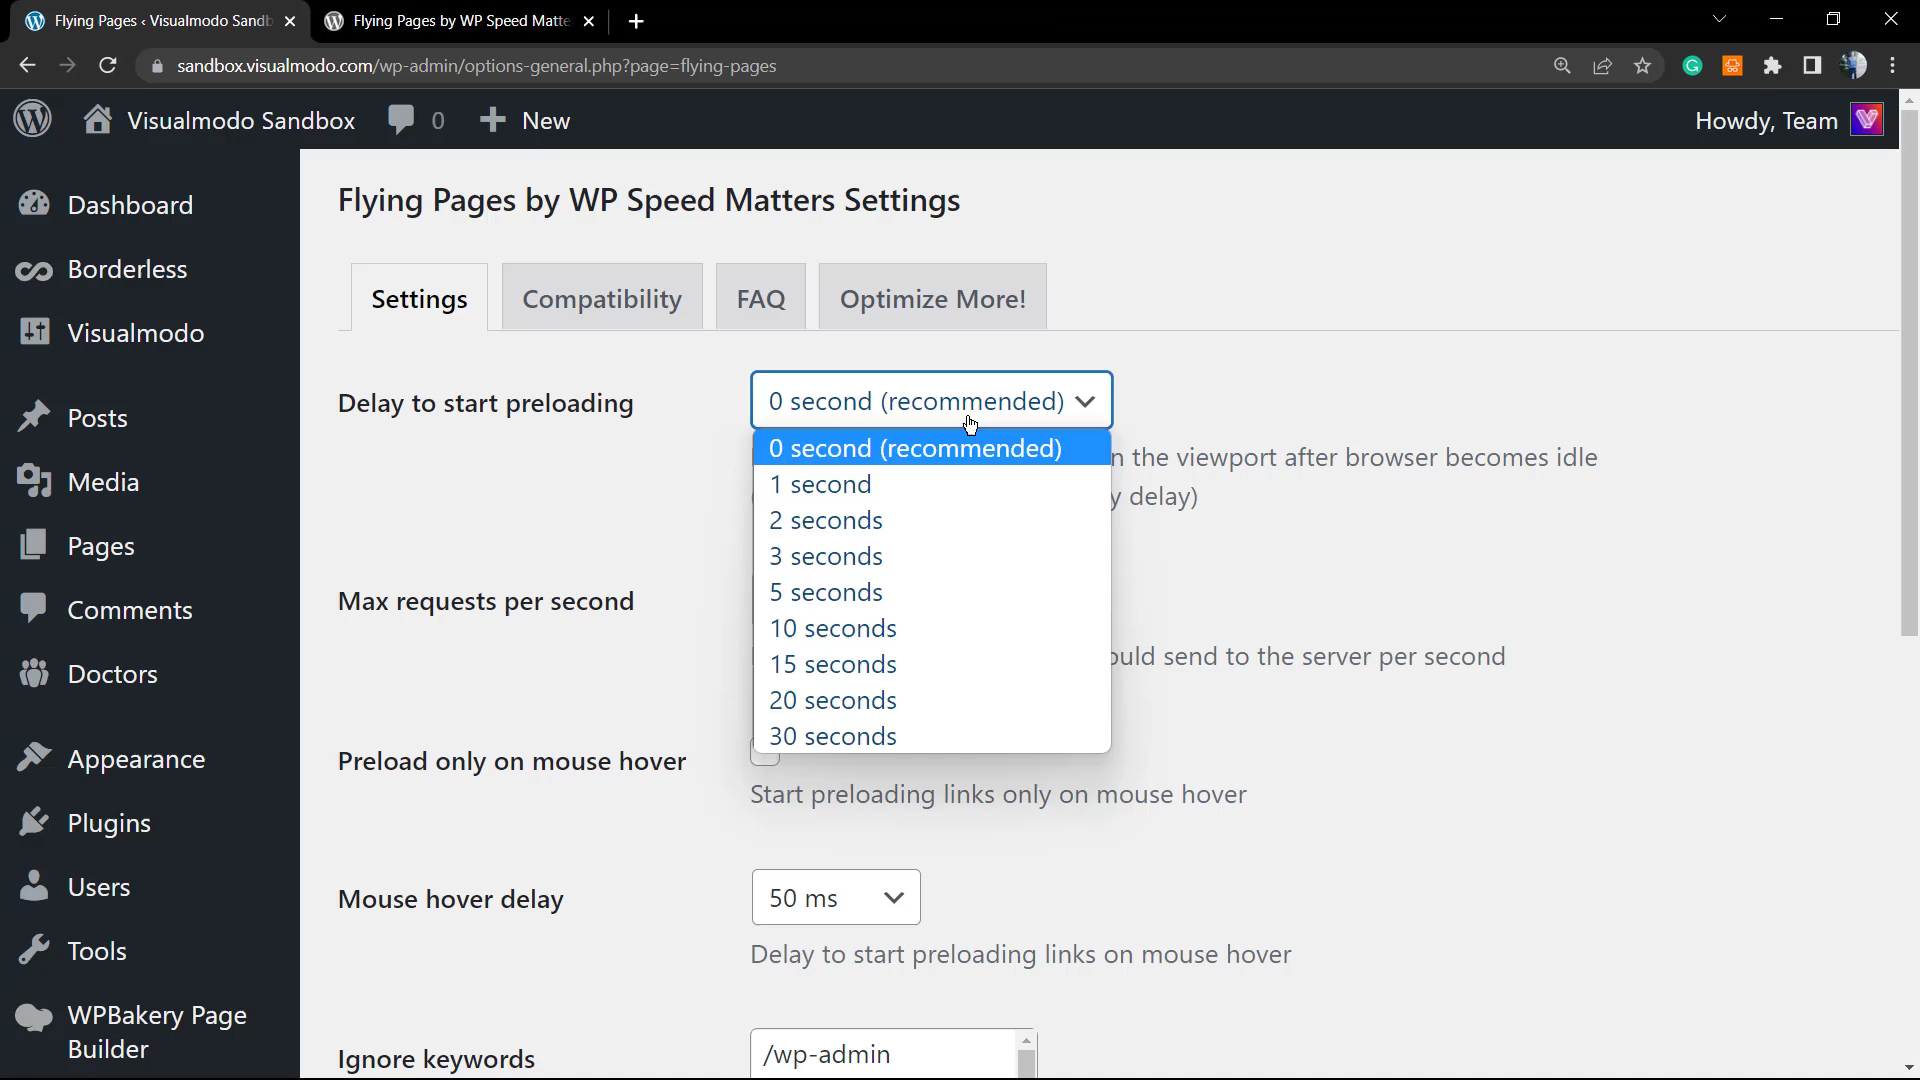 Flying Pages ‹ Visualmodo Sandb
Flying Pages by WP Speed Matte
sandbox.visualmodo.com/wp-admin/options-general.php?page=flying-pages
Visualmodo Sandbox
0
New
Howdy, Team
Dashboard
Borderless
Visualmodo
Posts
Media
Pages
Comments
Doctors
Appearance
Plugins
Users
Tools
WPBakery Page
Builder
Flying Pages by WP Speed Matters Settings
Settings
Compatibility
FAQ
Optimize More!
Delay to start preloading
0 second (recommended)
0 second (recommended)
1 second
2 seconds
3 seconds
5 seconds
10 seconds
15 seconds
20 seconds
30 seconds
n the viewport after browser becomes idle
y delay)
Max requests per second
ould send to the server per second
Preload only on mouse hover
Start preloading links only on mouse hover
Mouse hover delay
50 ms
Delay to start preloading links on mouse hover
Ignore keywords
/wp-admin